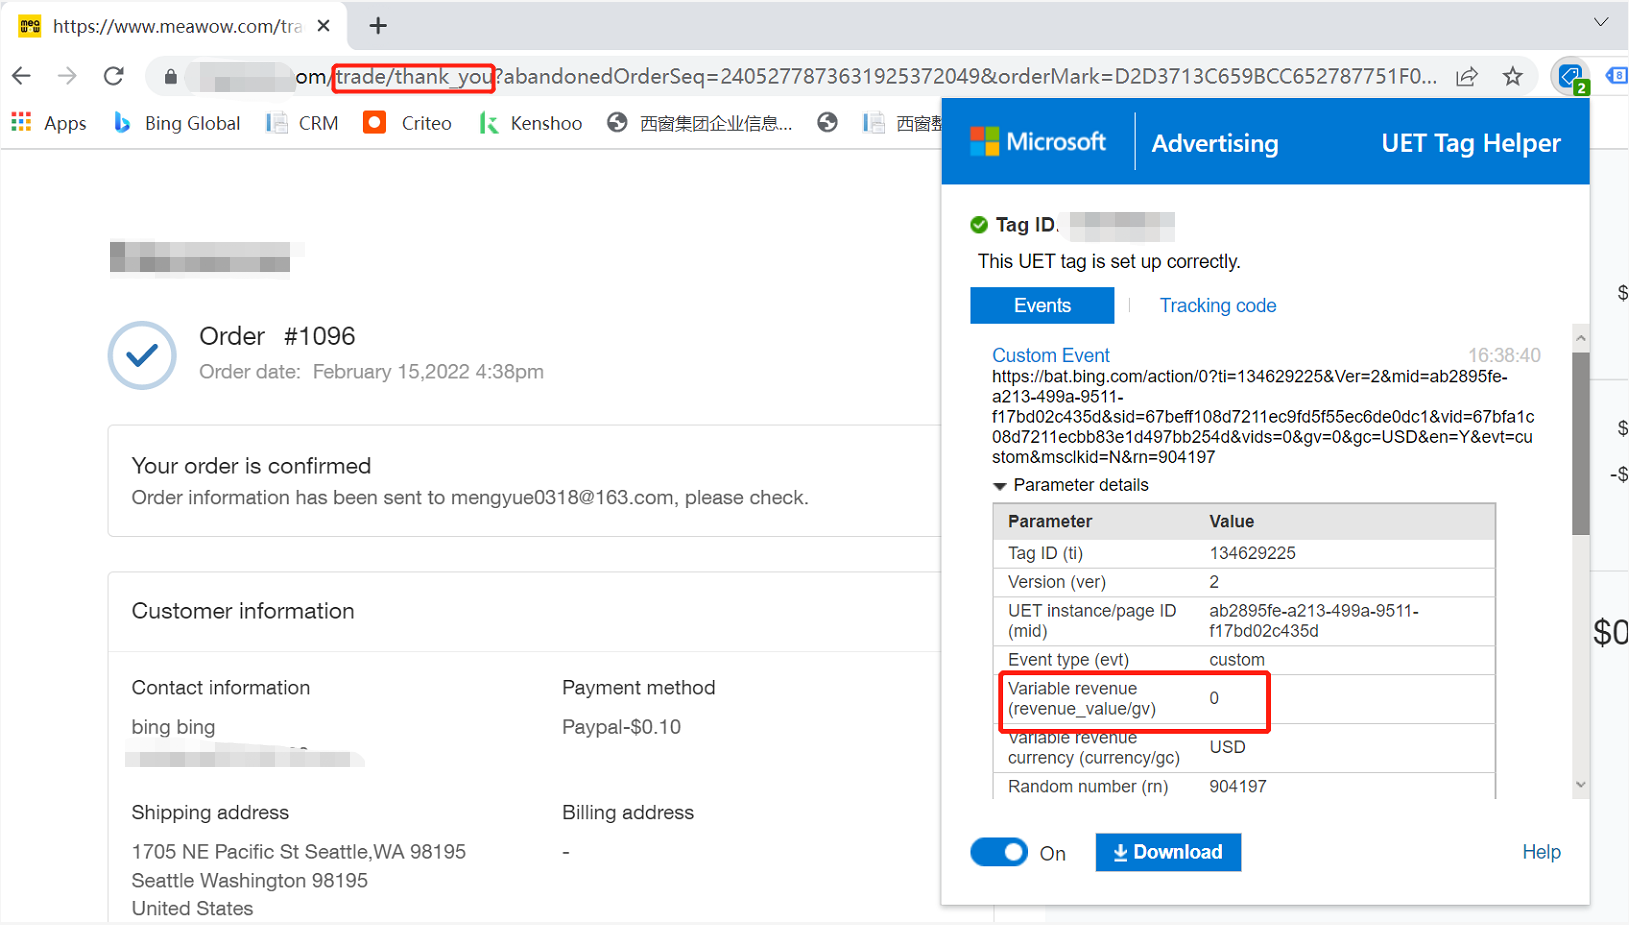 https://www.meawow.com/tra
om/trade/thank_you?abandonedOrderSeq=2405277873631925372049&orderMark=D2D3713C659BCC652787751F0...
2
8
Apps
Bing Global
CRM
Criteo
Kenshoo
西窗集团企业信息...
西窗整
Microsoft
Advertising
UET Tag Helper
Tag ID.
This UET tag is set up correctly.
Events
Tracking code
Custom Event
16:38:40
https://bat.bing.com/action/0?ti=134629225&Ver=2&mid=ab2895fe-
a213-499a-9511-
f17bd02c435d&sid=67beff108d7211ec9fd5f55ec6de0dc1&vid=67bfa1c
08d7211ecbb83e1d497bb254d&vids=0&gv=0&gc=USD&en=Y&evt=cu
stom&msclkid=N&rn=904197
Parameter details
Parameter Value
Tag ID (ti) 134629225
Version (ver) 2
UET instance/page ID ab2895fe-a213-499a-9511-
(mid) f17bd02c435d
Event type (evt) custom
Variable revenue 0
(revenue_value/gv)
Variable revenue USD
currency (currency/gc)
Random number (rn) 904197
On
Download
Help
Order #1096
Order date: February 15,2022 4:38pm
Your order is confirmed
Order information has been sent to mengyue0318@163.com, please check.
Customer information
Contact information
bing bing
Payment method
Paypal-$0.10
Shipping address
1705 NE Pacific St Seattle,WA 98195
Seattle Washington 98195
United States
Billing address
-
$
$
-$
$0